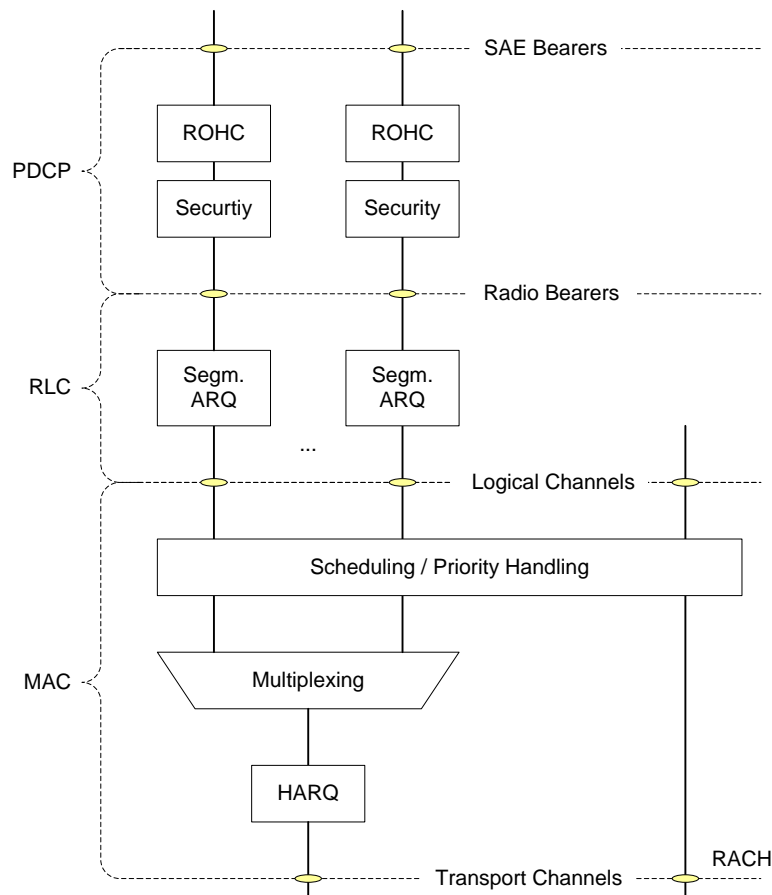 SAE Bearers
ROHC
ROHC
PDCP
Securtiy
Security
Radio Bearers
Segm.
ARQ
Segm.
ARQ
RLC
...
Logical Channels
Scheduling / Priority Handling
Multiplexing
MAC
HARQ
RACH
Transport Channels